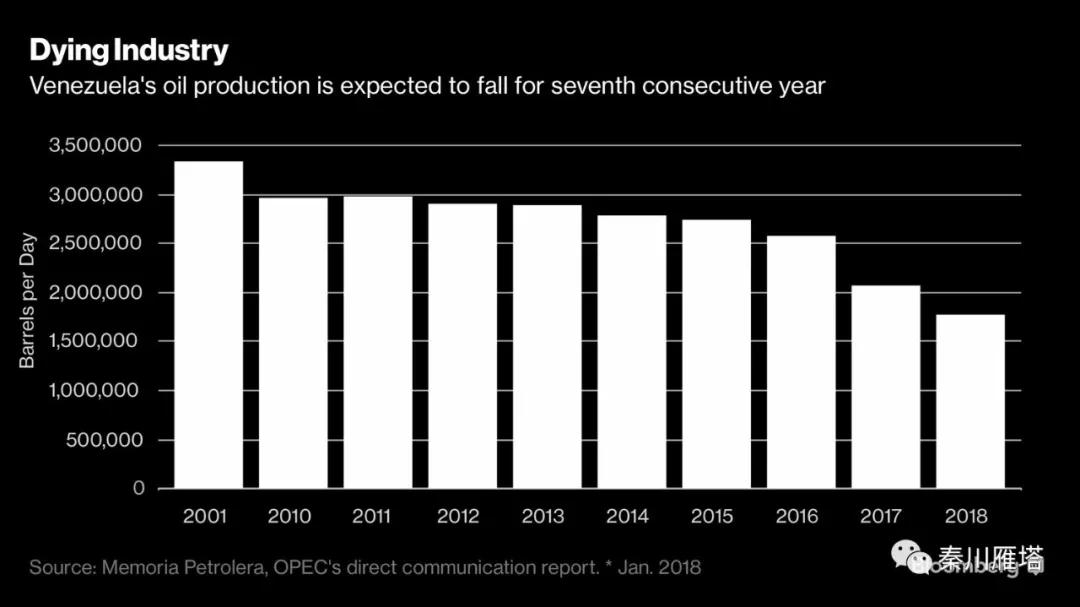 Dying Industry
Venezuela's oil production is expected to fall for seventh consecutive year
3,500,000
3,000,000
2,500,000
2,000,000
1,500,000
1,000,000
500,000
0
Barrels per Day
2001 2010 2011 2012 2013 2014 2015 2016 2017 2018
Source: Memoria Petrolera, OPEC's direct communication report. * Jan. 2018
Bloomberg
秦川雁塔